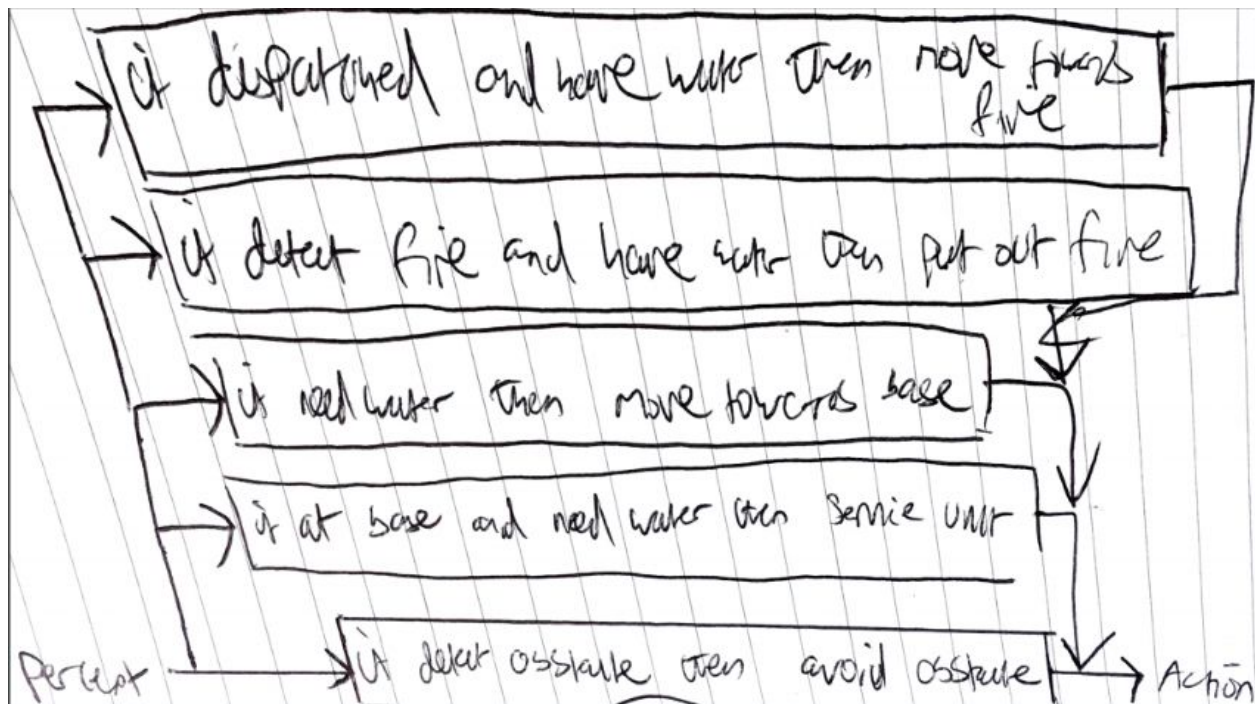 if dispatched and have water then move towards
fire
if detect fire and have water then put out fire
if need water then move towards base
if at base and need water then service unit
if detect obsticle then avoid obsticle
Percept
Action